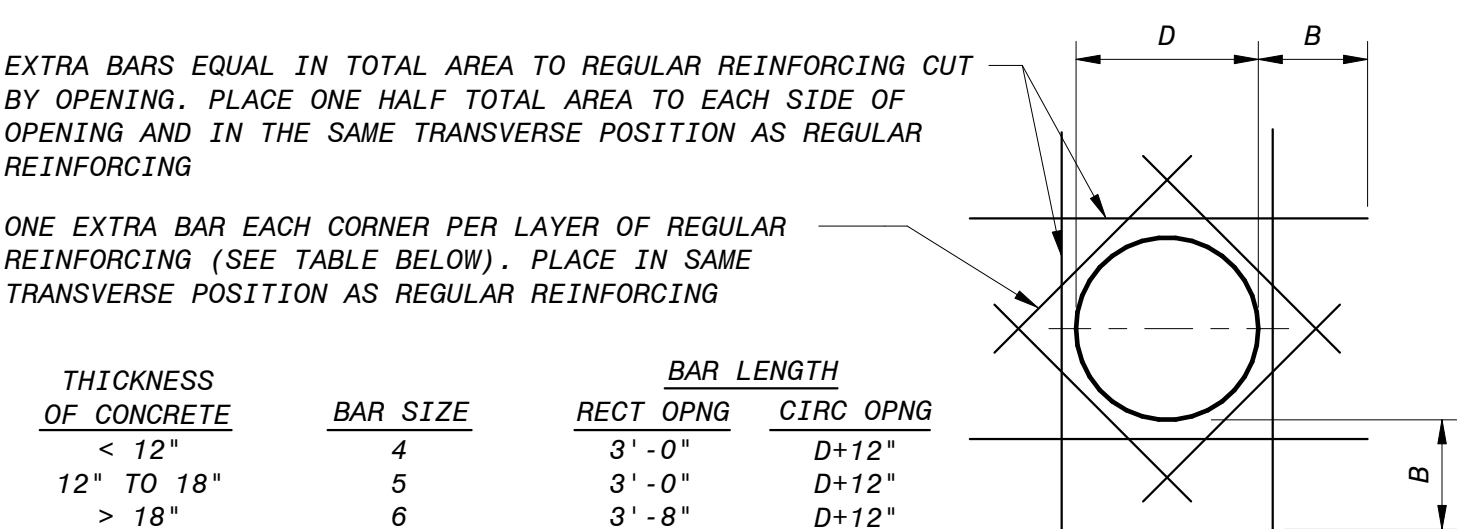 D B
EXTRA BARS EQUAL IN TOTAL AREA TO REGULAR REINFORCING CUT
BY OPENING. PLACE ONE HALF TOTAL AREA TO EACH SIDE OF
OPENING AND IN THE SAME TRANSVERSE POSITION AS REGULAR
REINFORCING
ONE EXTRA BAR EACH CORNER PER LAYER OF REGULAR
REINFORCING (SEE TABLE BELOW). PLACE IN SAME
TRANSVERSE POSITION AS REGULAR REINFORCING
BAR LENGTH
THICKNESS
OF CONCRETE BAR SIZE RECT OPNG CIRC OPNG
< 12" 4 3'-0" D+12"
12" TO 18" 5 3'-0" D+12"
> 18" 6 3'-8" D+12"
B